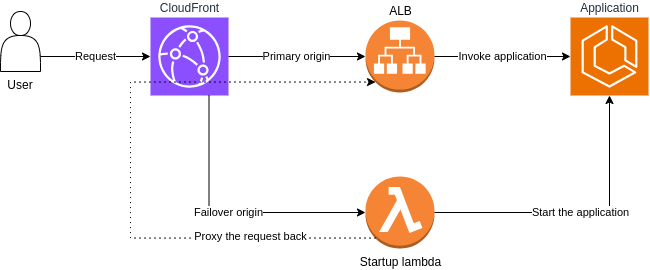 CloudFront
ALB
Application
Request
Primary origin
Invoke application
User
Failover origin
Start the application
Proxy the request back
Startup lambda